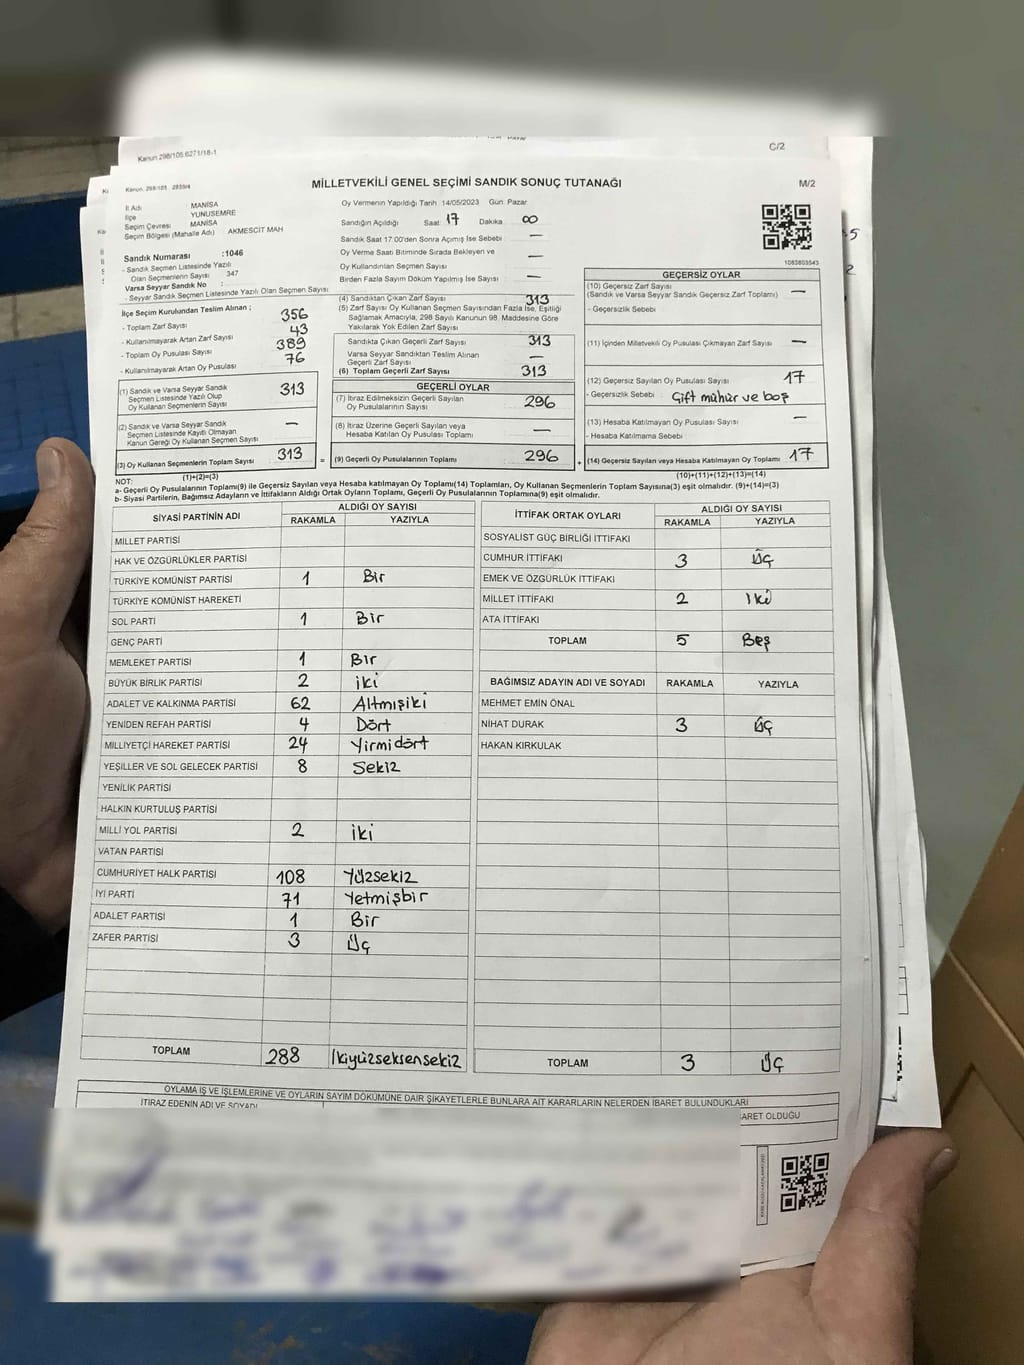 C/2
Kanun 298/105.6271/18-1
Kanun. 298/105. 2839/4
MİLLETVEKİLİ GENEL SEÇİMİ SANDIK SONUÇ TUTANAĞI
M/2
İl Adı MANİSA
İlçe YUNUSEMRE
Seçim Çevresi MANİSA
Seçim Bölgesi (Mahalle Adı) AKMESCİT MAH
Sandık Numarası :1046
- Sandık Seçmen Listesinde Yazılı
Olan Seçmenlerin Sayısı 347
Varsa Seyyar Sandık No :
- Seyyar Sandık Seçmen Listesinde Yazılı Olan Seçmen Sayısı:
İlçe Seçim Kurulundan Teslim Alınan ;
- Toplam Zarf Sayısı 356
- Kullanılmayarak Artan Zarf Sayısı 43
- Toplam Oy Pusulası Sayısı 389
- Kullanılmayarak Artan Oy Pusulası 76
(1) Sandık ve Varsa Seyyar Sandık
Seçmen Listesinde Yazılı Olup
Oy Kullanan Seçmenlerin Sayısı 313
(2) Sandık ve Varsa Seyyar Sandık
Seçmen Listesinde Kayıtlı Olmayan
Kanun Gereği Oy Kullanan Seçmen Sayısı —
(3) Oy Kullanan Seçmenlerin Toplam Sayısı 313
(1)+(2)=(3)
Oy Vermenin Yapıldığı Tarih 14/05/2023 Gün: Pazar
Sandığın Açıldığı Saat 17 Dakika 00
Sandık Saat 17:00'den Sonra Açımış İse Sebebi —
Oy Verme Saati Bitiminde Sırada Bekleyen ve
Oy Kullandırılan Seçmen Sayısı —
Birden Fazla Sayım Döküm Yapılmış İse Sayısı —
(4) Sandıktan Çıkan Zarf Sayısı 313
(5) Zarf Sayısı Oy Kullanan Seçmen Sayısından Fazla İse, Eşitliği
Sağlamak Amacıyla, 298 Sayılı Kanunun 98. Maddesine Göre
Yakılarak Yok Edilen Zarf Sayısı
Sandıkta Çıkan Geçerli Zarf Sayısı 313
Varsa Seyyar Sandıktan Teslim Alınan
Geçerli Zarf Sayısı —
(6) Toplam Geçerli Zarf Sayısı 313
GEÇERLİ OYLAR
(7) İtiraz Edilmeksizin Geçerli Sayılan
Oy Pusulalarının Sayısı 296
(8) İtiraz Üzerine Geçerli Sayılan veya
Hesaba Katılan Oy Pusulası Toplamı —
= (9) Geçerli Oy Pusulalarının Toplamı 296
1083803543
GEÇERSİZ OYLAR
(10) Geçersiz Zarf Sayısı
(Sandık ve Varsa Seyyar Sandık Geçersiz Zarf Toplamı) —
- Geçersizlik Sebebi
(11) İçinden Milletvekili Oy Pusulası Çıkmayan Zarf Sayısı —
(12) Geçersiz Sayılan Oy Pusulası Sayısı 17
- Geçersizlik Sebebi : Çift mühür ve boş
(13) Hesaba Katılmayan Oy Pusulası Sayısı —
- Hesaba Katılmama Sebebi
+ (14) Geçersiz Sayılan veya Hesaba Katılmayan Oy Toplamı 17
(10)+(11)+(12)+(13)=(14)
NOT:
a- Geçerli Oy Pusulalarının Toplamı(9) ile Geçersiz Sayılan veya Hesaba katılmayan Oy Toplamı(14) Toplamları, Oy Kullanan Seçmenlerin Toplam Sayısına(3) eşit olmalıdır. (9)+(14)=(3)
b- Siyasi Partilerin, Bağımsız Adayların ve İttifakların Aldığı Ortak Oyların Toplamı, Geçerli Oy Pusulalarının Toplamına(9) eşit olmalıdır.
SİYASİ PARTİNİN ADI ALDIĞI OY SAYISI
RAKAMLA YAZIYLA
MİLLET PARTİSİ
HAK VE ÖZGÜRLÜKLER PARTİSİ
TÜRKİYE KOMÜNİST PARTİSİ 1 Bir
TÜRKİYE KOMÜNİST HAREKETİ
SOL PARTİ 1 Bir
GENÇ PARTİ
MEMLEKET PARTİSİ 1 Bir
BÜYÜK BİRLİK PARTİSİ 2 iki
ADALET VE KALKINMA PARTİSİ 62 Altmışiki
YENİDEN REFAH PARTİSİ 4 Dört
MİLLİYETÇİ HAREKET PARTİSİ 24 Yirmidört
YEŞİLLER VE SOL GELECEK PARTİSİ 8 Sekiz
YENİLİK PARTİSİ
HALKIN KURTULUŞ PARTİSİ
MİLLİ YOL PARTİSİ 2 iki
VATAN PARTİSİ
CUMHURİYET HALK PARTİSİ 108 Yüzsekiz
İYİ PARTİ 71 Yetmişbir
ADALET PARTİSİ 1 Bir
ZAFER PARTİSİ 3 Üç
TOPLAM 288 İkiyüzseksensekiz
İTTİFAK ORTAK OYLARI ALDIĞI OY SAYISI
RAKAMLA YAZIYLA
SOSYALİST GÜÇ BİRLİĞİ İTTİFAKI
CUMHUR İTTİFAKI 3 Üç
EMEK VE ÖZGÜRLÜK İTTİFAKI
MİLLET İTTİFAKI 2 İki
ATA İTTİFAKI
TOPLAM 5 Beş
BAĞIMSIZ ADAYIN ADI VE SOYADI RAKAMLA YAZIYLA
MEHMET EMİN ÖNAL
NİHAT DURAK 3 Üç
HAKAN KIRKULAK
TOPLAM 3 Üç
OYLAMA İŞ VE İŞLEMLERİNE VE OYLARIN SAYIM DÖKÜMÜNE DAİR ŞİKAYETLERLE BUNLARA AİT KARARLARIN NELERDEN İBARET BULUNDUKLARI
İTİRAZ EDENİN ADI VE SOYADI
BARET OLDUĞU